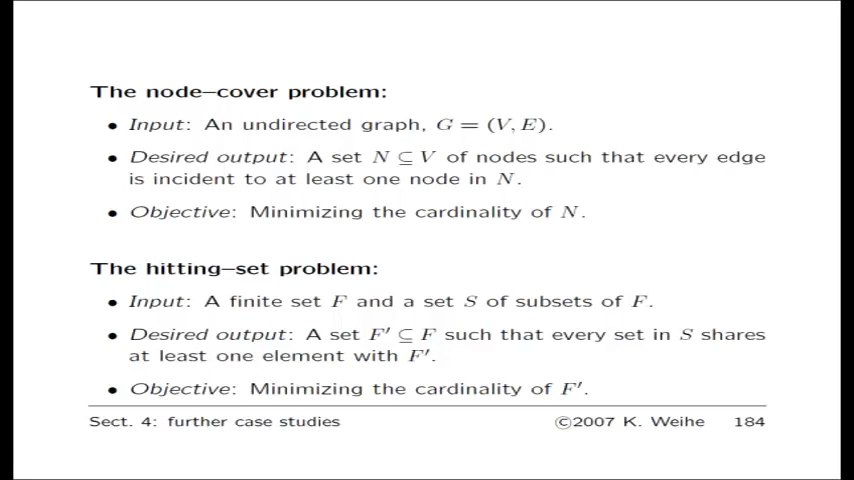 The node–cover problem:
• Input: An undirected graph, G = (V, E).
• Desired output: A set N ⊆ V of nodes such that every edge
is incident to at least one node in N.
• Objective: Minimizing the cardinality of N.
The hitting–set problem:
• Input: A finite set F and a set S of subsets of F.
• Desired output: A set F′ ⊆ F such that every set in S shares
at least one element with F′.
• Objective: Minimizing the cardinality of F′.
Sect. 4: further case studies ©2007 K. Weihe 184